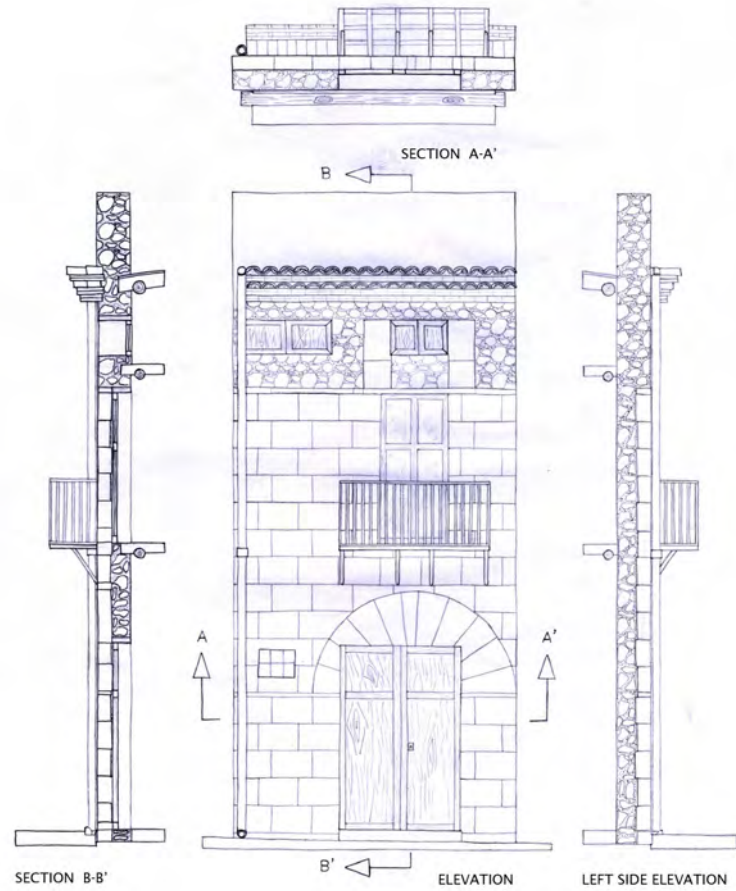 SECTION A-A'
B
A
A'
B'
SECTION B-B'
ELEVATION
LEFT SIDE ELEVATION